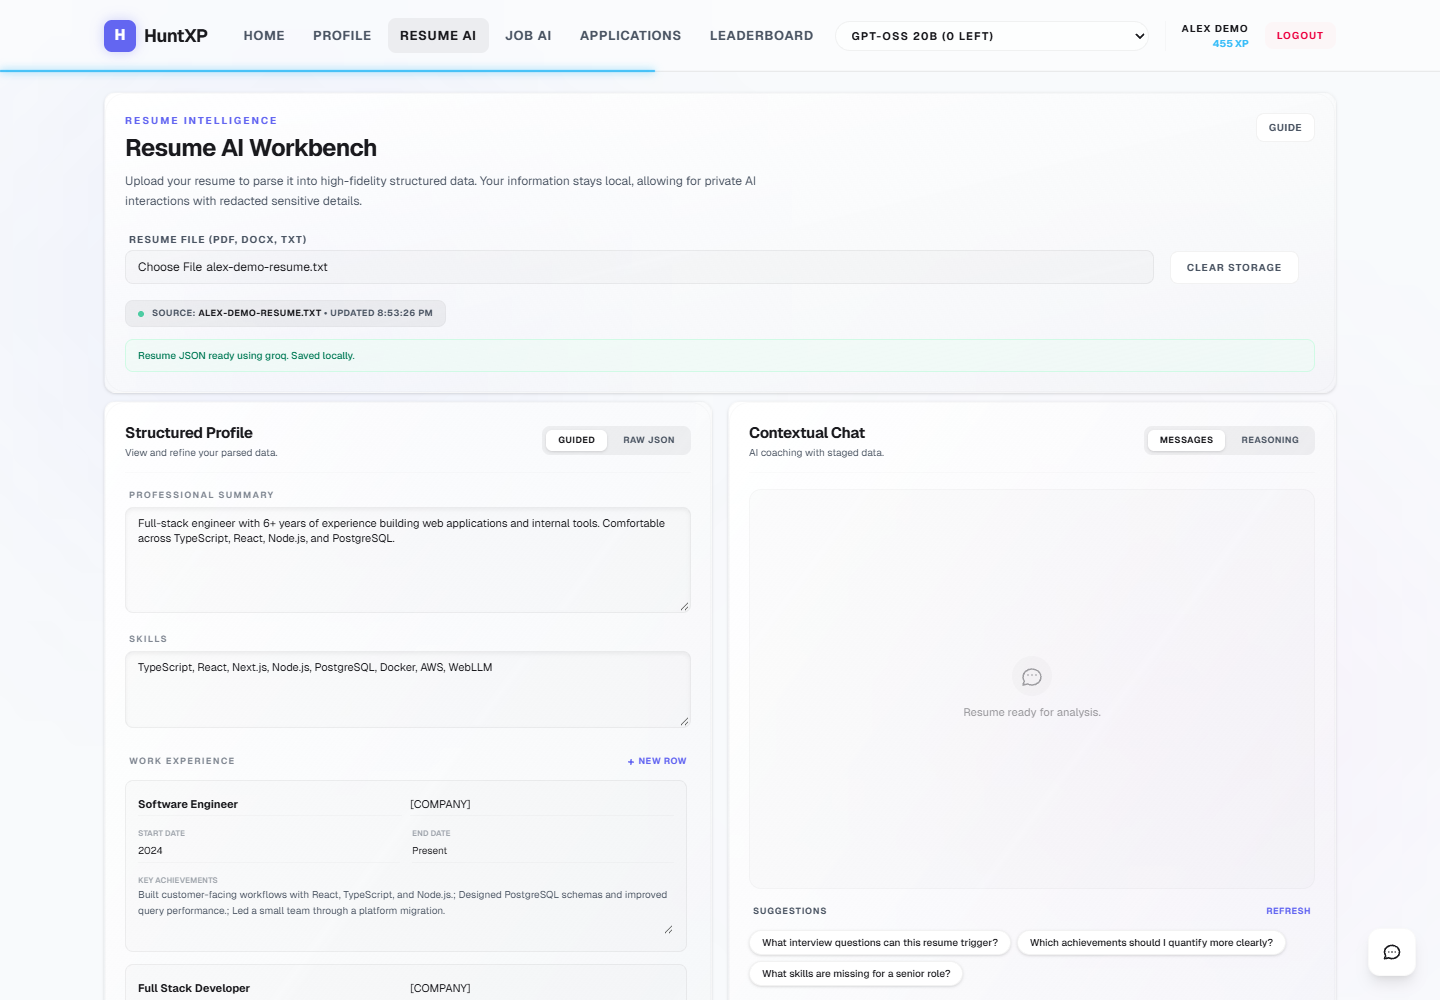 H HuntXP HOME PROFILE RESUME AI JOB AI APPLICATIONS LEADERBOARD GPT-OSS 20B (0 LEFT) ALEX DEMO LOGOUT
455 XP
RESUME INTELLIGENCE
GUIDE
Resume AI Workbench
Upload your resume to parse it into high-fidelity structured data. Your information stays local, allowing for private AI
interactions with redacted sensitive details.
RESUME FILE (PDF, DOCX, TXT)
Choose File alex-demo-resume.txt
CLEAR STORAGE
SOURCE: ALEX-DEMO-RESUME.TXT • UPDATED 8:53:26 PM
Resume JSON ready using groq. Saved locally.
Structured Profile
View and refine your parsed data.
GUIDED RAW JSON
PROFESSIONAL SUMMARY
Full-stack engineer with 6+ years of experience building web applications and internal tools. Comfortable
across TypeScript, React, Node.js, and PostgreSQL.
SKILLS
TypeScript, React, Next.js, Node.js, PostgreSQL, Docker, AWS, WebLLM
WORK EXPERIENCE
+ NEW ROW
Software Engineer [COMPANY]
START DATE END DATE
2024 Present
KEY ACHIEVEMENTS
Built customer-facing workflows with React, TypeScript, and Node.js.; Designed PostgreSQL schemas and improved
query performance.; Led a small team through a platform migration.
Full Stack Developer [COMPANY]
Contextual Chat
AI coaching with staged data.
MESSAGES REASONING
Resume ready for analysis.
SUGGESTIONS
REFRESH
What interview questions can this resume trigger? Which achievements should I quantify more clearly?
What skills are missing for a senior role?